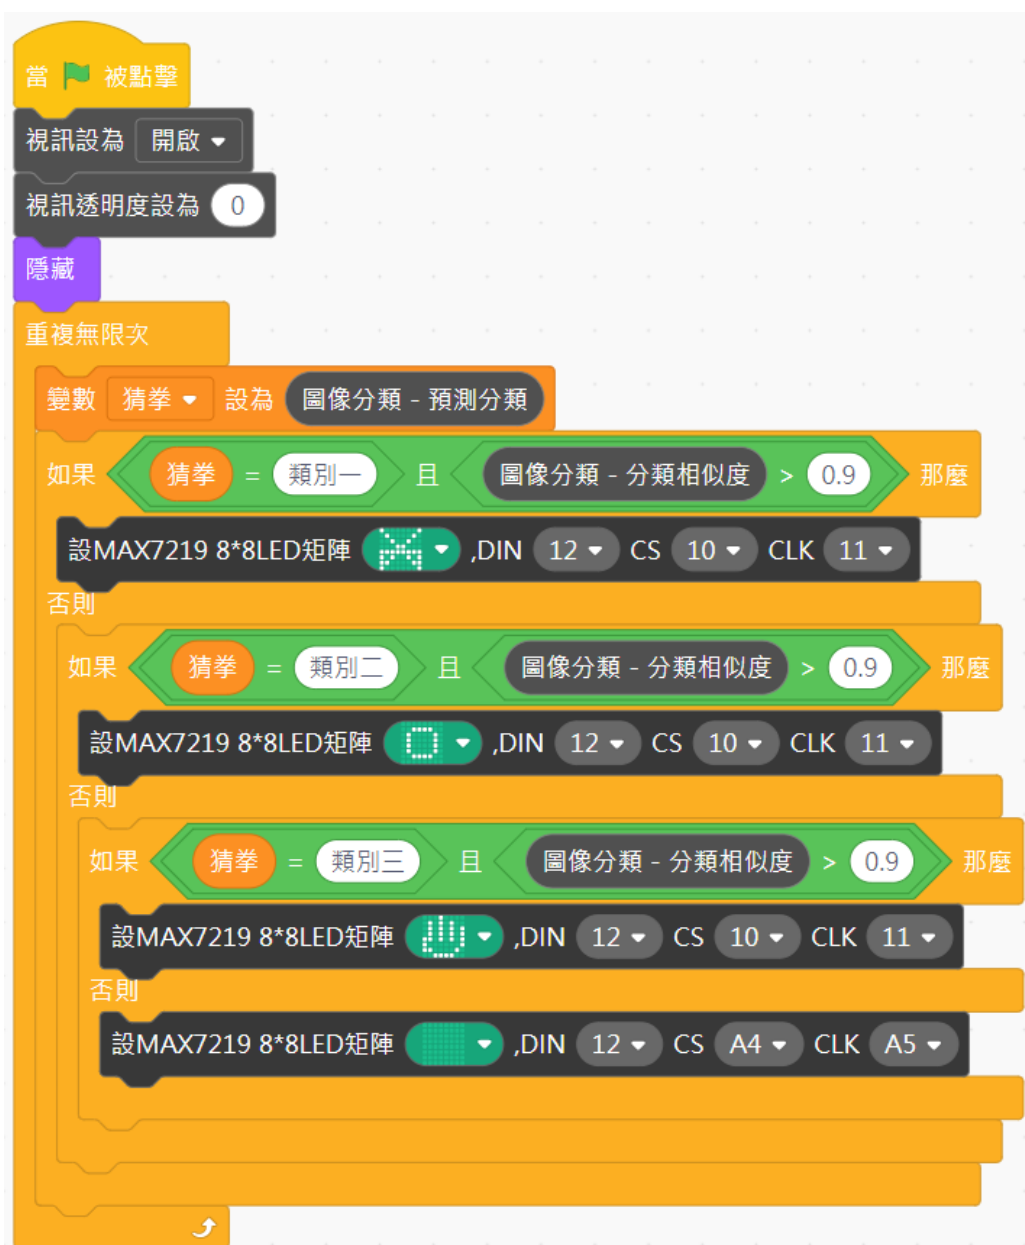 當 被點擊
視訊設為 開啟
視訊透明度設為 0
隱藏
重複無限次
變數 猜拳 設為 圖像分類 - 預測分類
如果 猜拳 = 類別一 且 圖像分類 - 分類相似度 > 0.9 那麼
設MAX7219 8*8LED矩陣 ,DIN 12 CS 10 CLK 11
否則
如果 猜拳 = 類別二 且 圖像分類 - 分類相似度 > 0.9 那麼
設MAX7219 8*8LED矩陣 ,DIN 12 CS 10 CLK 11
否則
如果 猜拳 = 類別三 且 圖像分類 - 分類相似度 > 0.9 那麼
設MAX7219 8*8LED矩陣 ,DIN 12 CS 10 CLK 11
否則
設MAX7219 8*8LED矩陣 ,DIN 12 CS A4 CLK A5